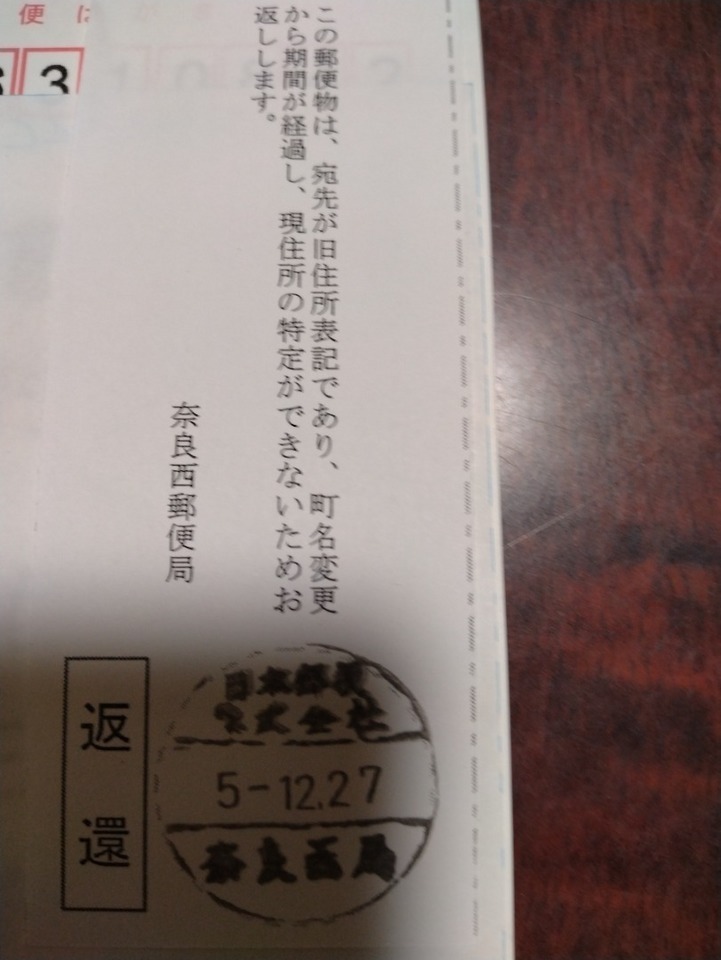 便は
3
この郵便物は、宛先が旧住所表記であり、町名変更
から期間が経過し、現住所の特定ができないためお
返しします。
奈良西郵便局
日本郵便
株式会社
5-12.27
奈良西局
返還